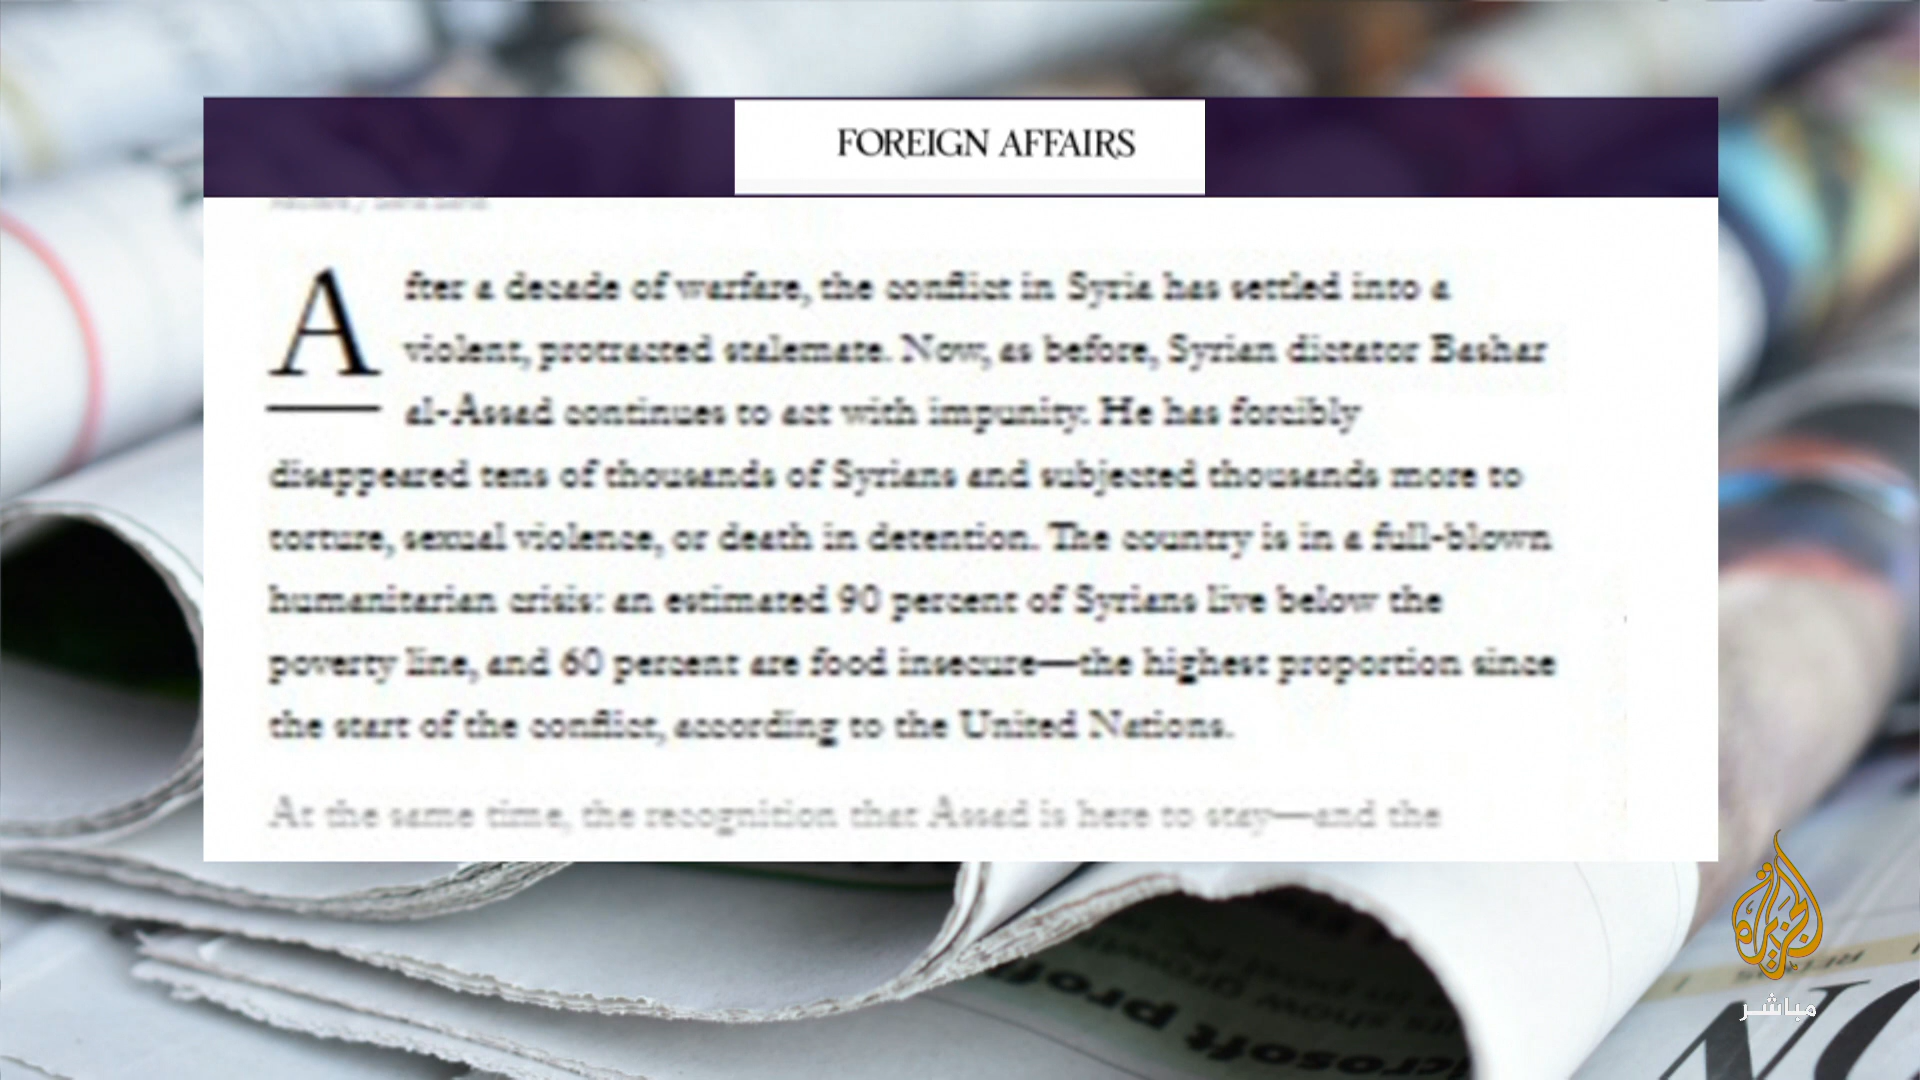 FOREIGN AFFAIRS
After a decade of warfare, the conflict in Syria has settled into a
violent, protracted stalemate. Now, as before, Syrian dictator Bashar
al-Assad continues to act with impunity. He has forcibly
disappeared tens of thousands of Syrians and subjected thousands more to
torture, sexual violence, or death in detention. The country is in a full-blown
humanitarian crisis: an estimated 90 percent of Syrians live below the
poverty line, and 60 percent are food insecure—the highest proportion since
the start of the conflict, according to the United Nations.
At the same time, the recognition that Assad is here to stay—and the
الجزيرة
مباشر